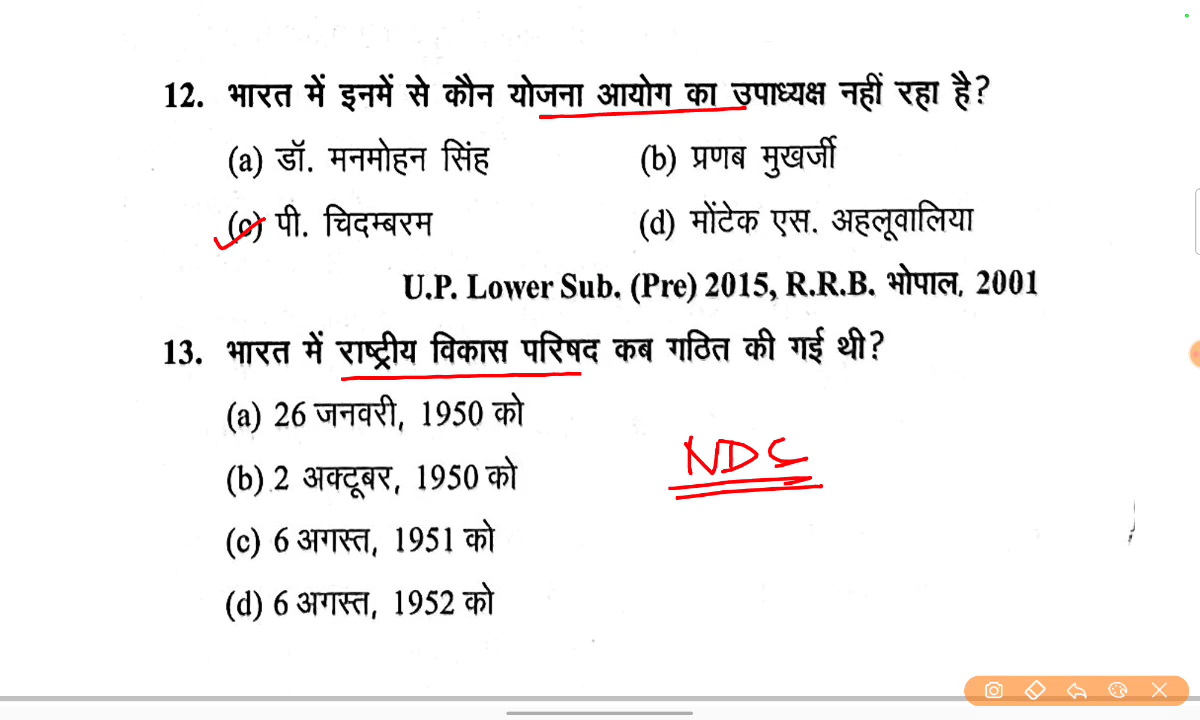 12. भारत में इनमें से कौन योजना आयोग का उपाध्यक्ष नहीं रहा है?
(a) डॉ. मनमोहन सिंह (b) प्रणब मुखर्जी
(c) पी. चिदम्बरम (d) मोंटेक एस. अहलूवालिया
U.P. Lower Sub. (Pre) 2015, R.R.B. भोपाल, 2001
13. भारत में राष्ट्रीय विकास परिषद कब गठित की गई थी?
(a) 26 जनवरी, 1950 को
NDC
(b) 2 अक्टूबर, 1950 को
(c) 6 अगस्त, 1951 को
(d) 6 अगस्त, 1952 को